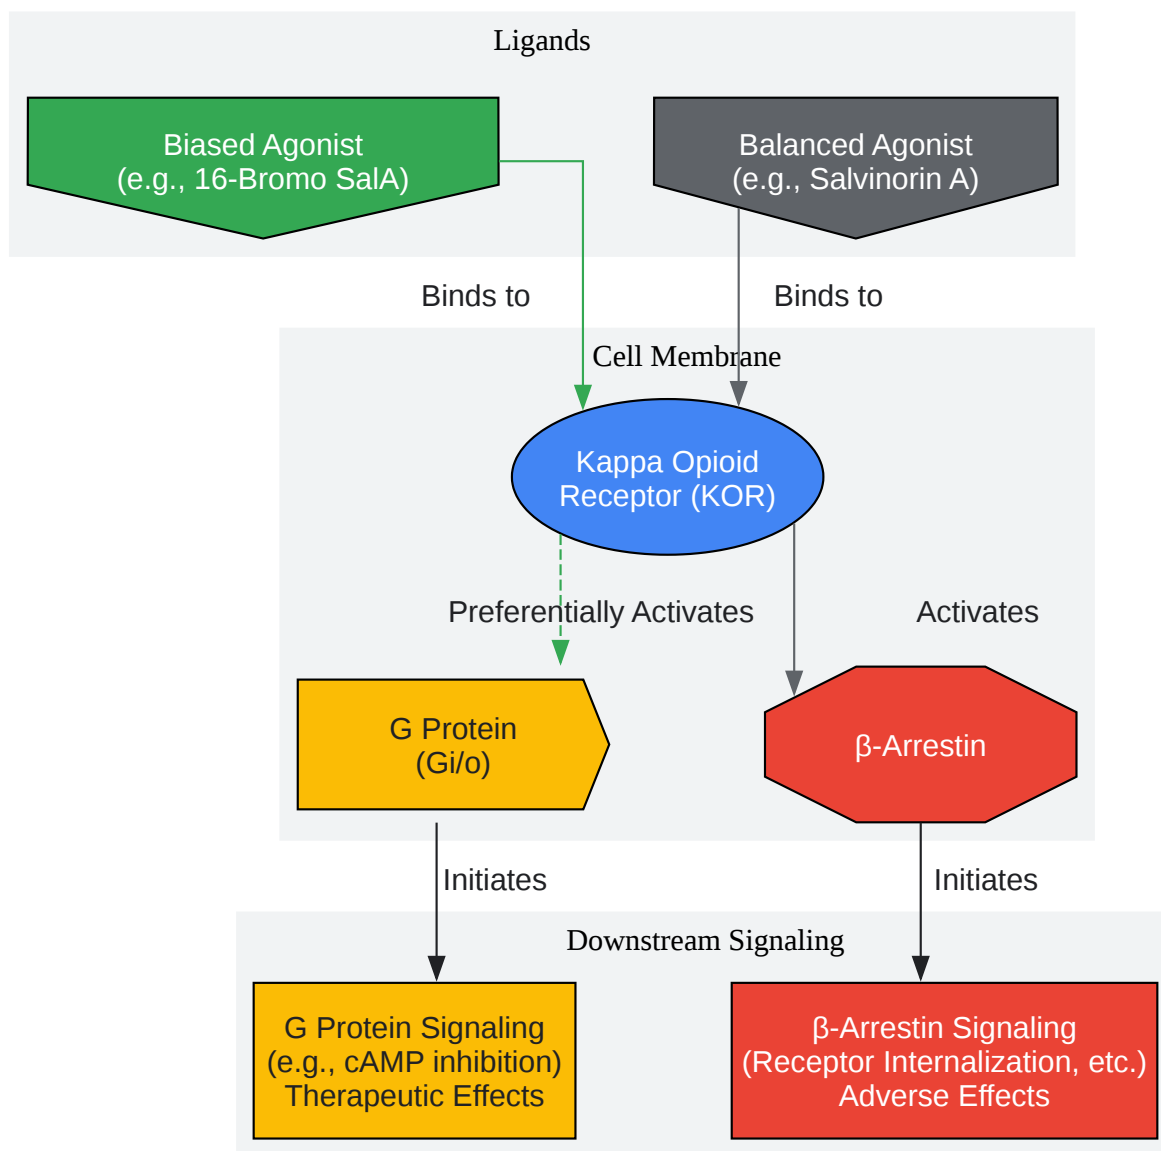 Ligands
Biased Agonist
(e.g., 16-Bromo SalA)
Balanced Agonist
(e.g., Salvinorin A)
Binds to
Binds to
Cell Membrane
Kappa Opioid
Receptor (KOR)
Preferentially Activates
Activates
G Protein
(Gi/o)
β-Arrestin
Initiates
Initiates
Downstream Signaling
G Protein Signaling
(e.g., cAMP inhibition)
Therapeutic Effects
β-Arrestin Signaling
(Receptor Internalization, etc.)
Adverse Effects